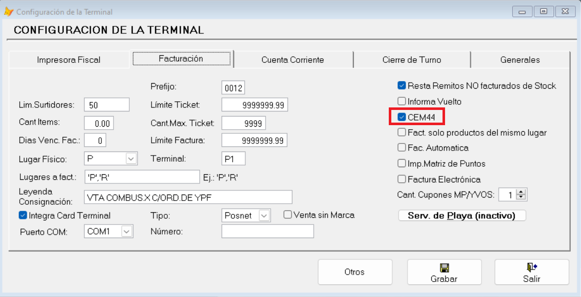 Configuración de la Terminal
CONFIGURACION DE LA TERMINAL
Impresora Fiscal
Facturación
Cuenta Corriente
Cierre de Turno
Generales
Prefijo: 0012
Lim.Surtidores: 50
Límite Ticket: 9999999.99
Cant Items: 0.00
Cant.Max. Ticket: 9999
Dias Venc. Fac.: 0
Límite Factura: 9999999.99
Lugar Físico: P
Terminal: P1
Lugares a fact.: 'P','R' Ej.: 'P','R'
Leyenda
Consignación: VTA COMBUS.X C/ORD.DE YPF
Integra Card Terminal
Tipo: Posnet
Venta sin Marca
Puerto COM: COM1
Número:
Resta Remitos NO facturados de Stock
Informa Vuelto
CEM44
Fact. solo productos del mismo lugar
Fac. Automatica
Imp.Matriz de Puntos
Factura Electrónica
Cant. Cupones MP/YVOS: 1
Serv. de Playa (inactivo)
Otros
Grabar
Salir